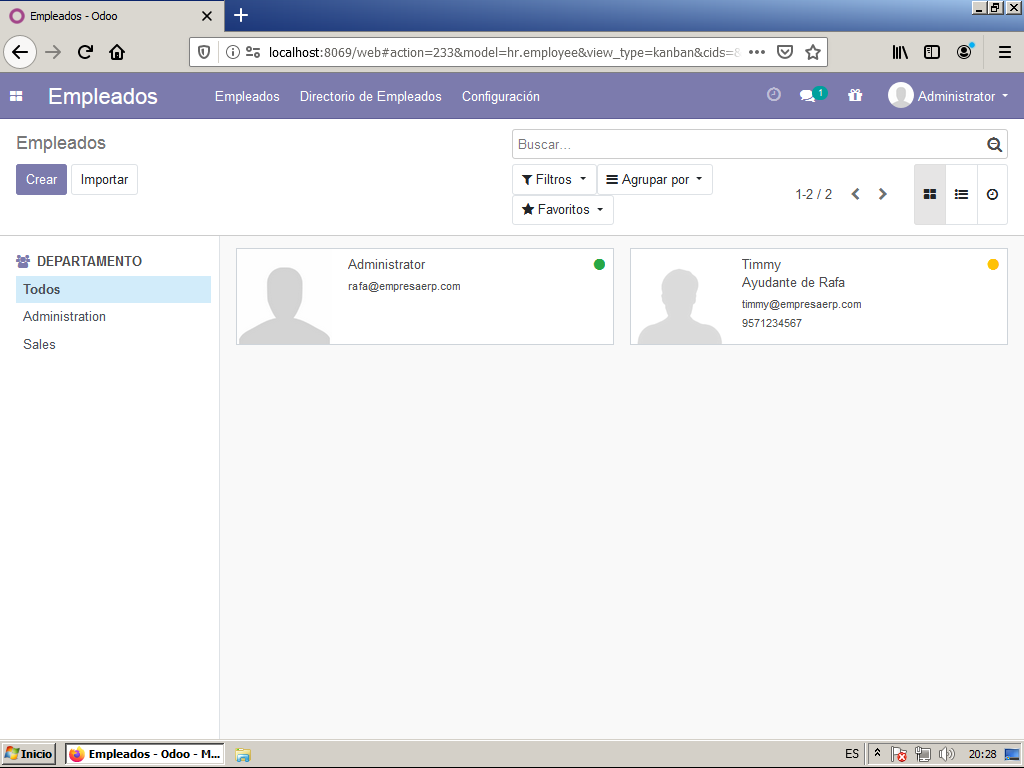 Empleados - Odoo
localhost:8069/web#action=233&model=hr.employee&view_type=kanban&cids=
Empleados
Empleados
Directorio de Empleados
Configuración
1
Administrator
Empleados
Buscar...
Crear
Importar
Filtros
Agrupar por
Favoritos
1-2 / 2
DEPARTAMENTO
Todos
Administration
Sales
Administrator
rafa@empresaerp.com
Timmy
Ayudante de Rafa
timmy@empresaerp.com
9571234567
Inicio
Empleados - Odoo - M...
ES
20:28